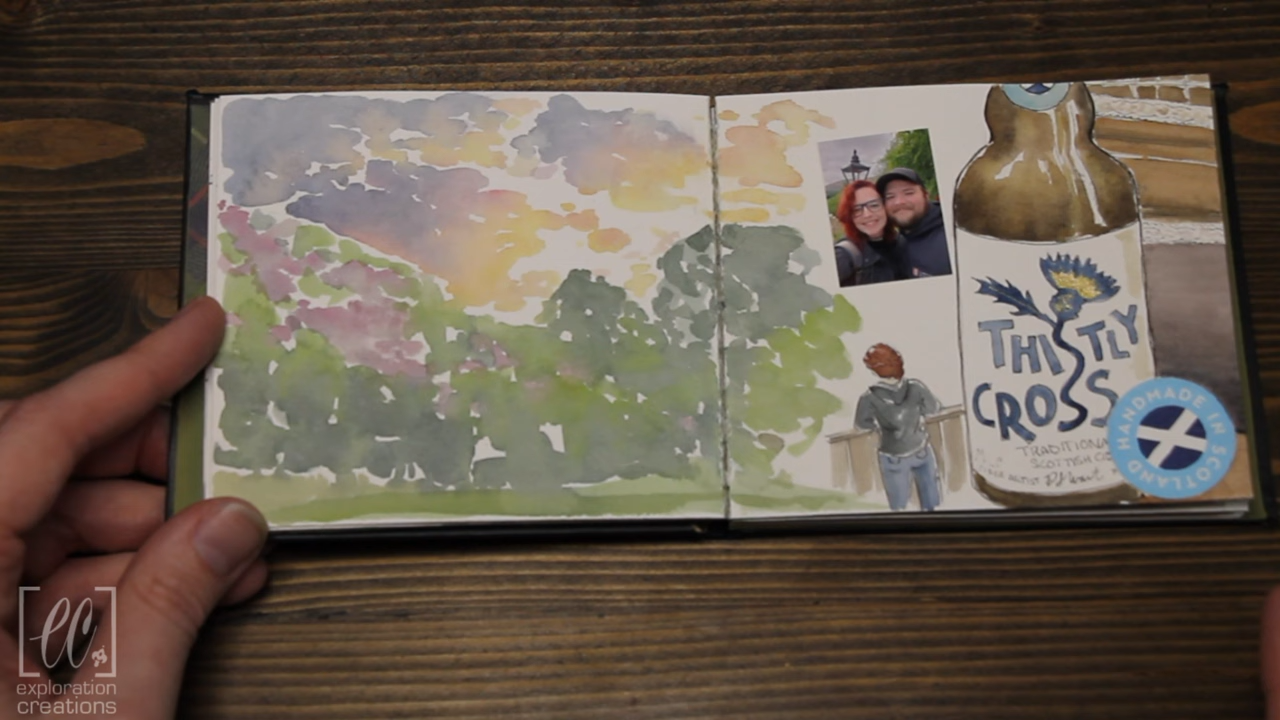 THISTLY
CROSS
TRADITIONAL
SCOTTISH
HANDMADE IN SCOTLAND
exploration
creations